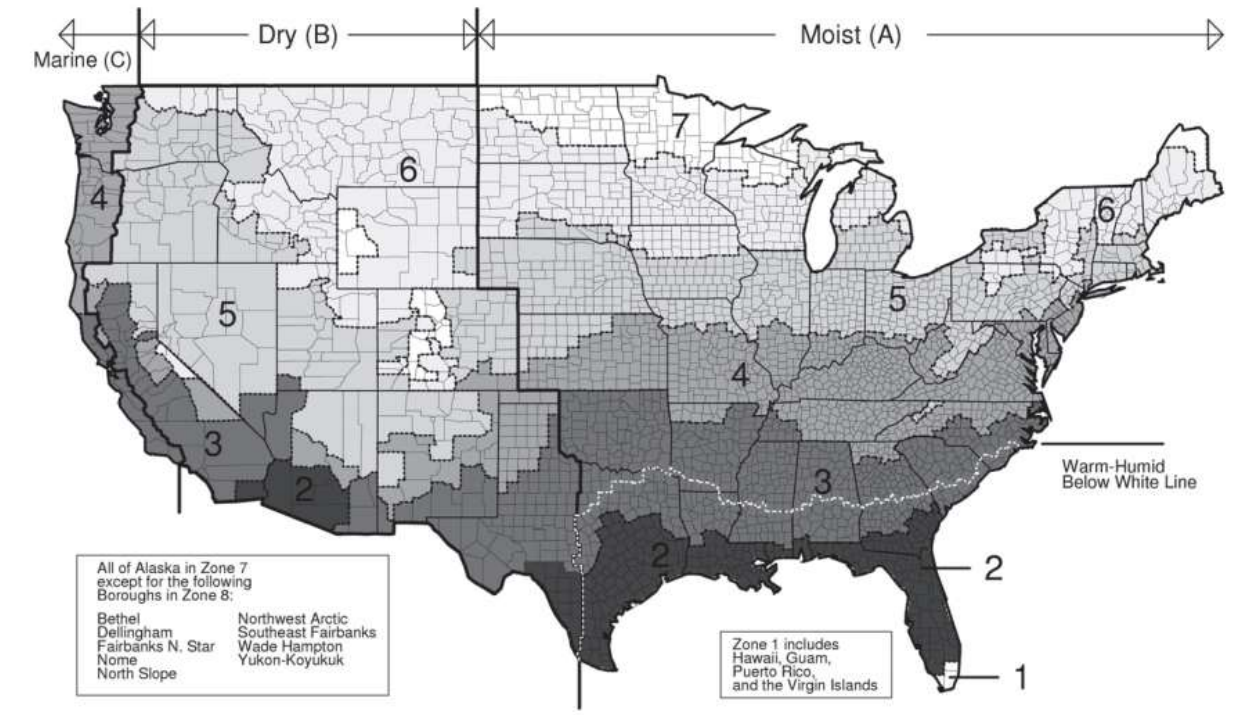 Marine (C)
Dry (B)
Moist (A)
7
6
4
6
5
5
4
3
3
2
2
2
1
Warm-Humid
Below White Line
All of Alaska in Zone 7
except for the following
Boroughs in Zone 8:
Bethel
Dellingham
Fairbanks N. Star
Nome
North Slope
Northwest Arctic
Southeast Fairbanks
Wade Hampton
Yukon-Koyukuk
Zone 1 includes
Hawaii, Guam,
Puerto Rico,
and the Virgin Islands